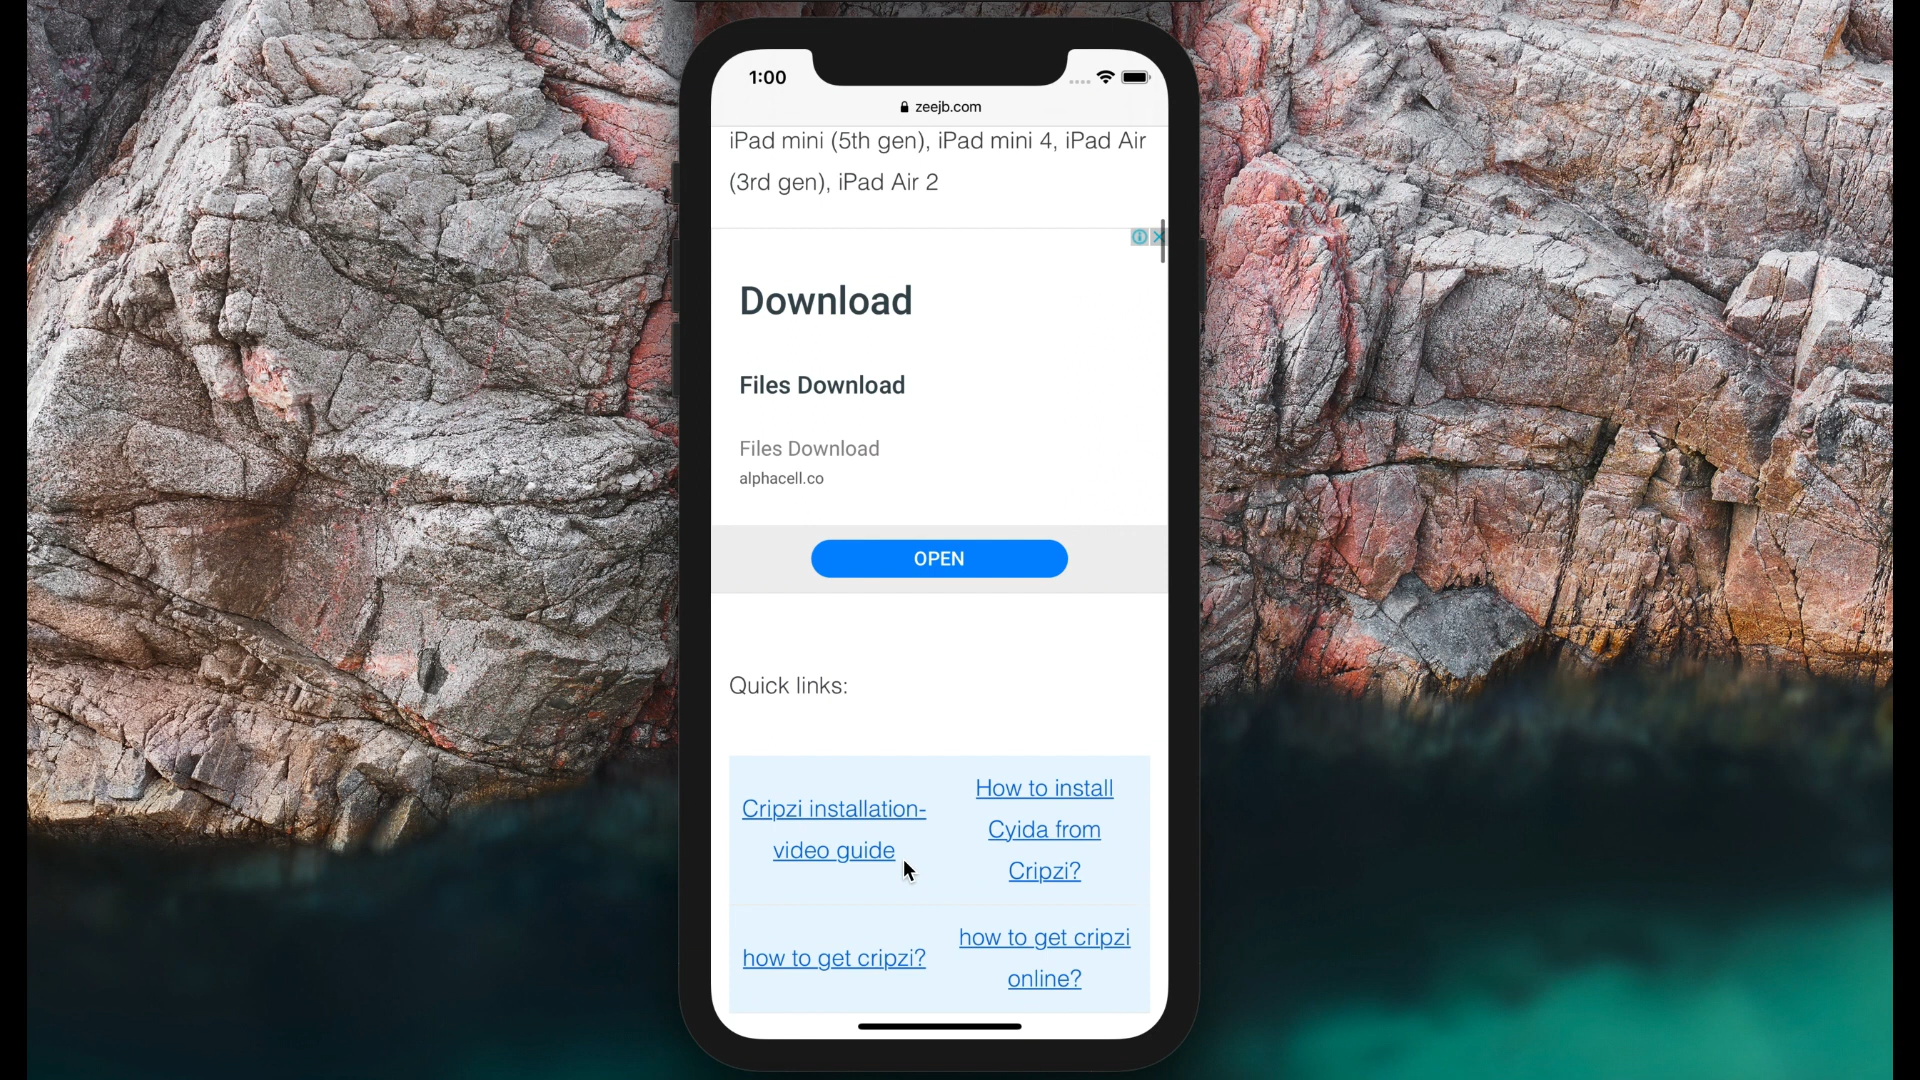 1:00
zeejb.com
iPad mini (5th gen), iPad mini 4, iPad Air
(3rd gen), iPad Air 2
Download
Files Download
Files Download
alphacell.co
OPEN
Quick links:
Cripzi installation-
video guide
How to install
Cyida from
Cripzi?
how to get cripzi?
how to get cripzi
online?